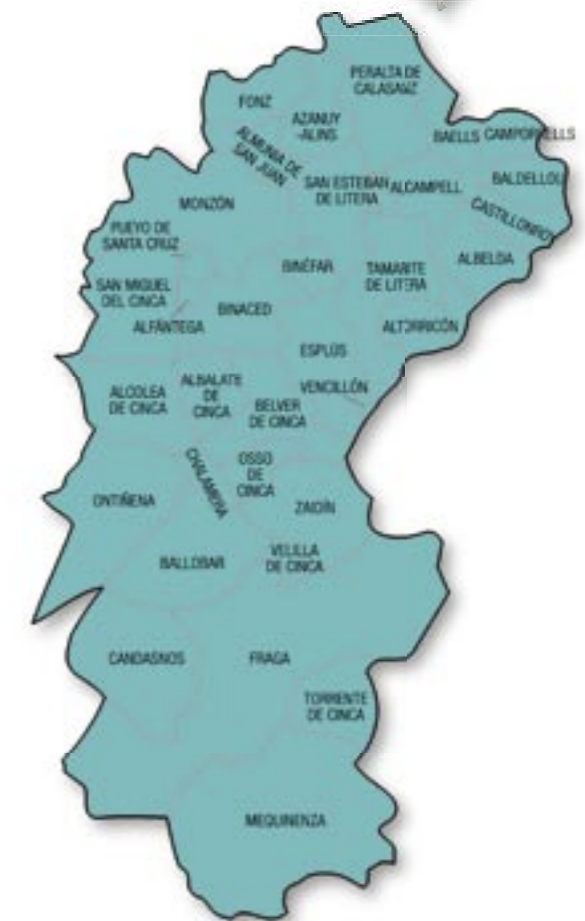 PERALTA DE
CALASANZ
FONZ
AZANUY
-ALINS
BAELLS
CAMPORRELLS
ALMUNIA DE
SAN JUAN
SAN ESTEBAN
DE LITERA
ALCAMPELL
BALDELLOU
CASTILLONROY
MONZÓN
PUEYO DE
SANTA CRUZ
BINÉFAR
TAMARITE
DE LITERA
ALBELDA
SAN MIGUEL
DEL CINCA
BINACED
ALFÁNTEGA
ALTORRICÓN
ESPLÚS
ALCOLEA
DE CINCA
ALBALATE
DE
CINCA
VENCILLÓN
BELVER
DE CINCA
OSSO
DE
CINCA
CHALAMERA
ONTIÑENA
ZAIDÍN
BALLOBAR
VELILLA
DE CINCA
CANDASNOS
FRAGA
TORRENTE
DE CINCA
MEQUINENZA